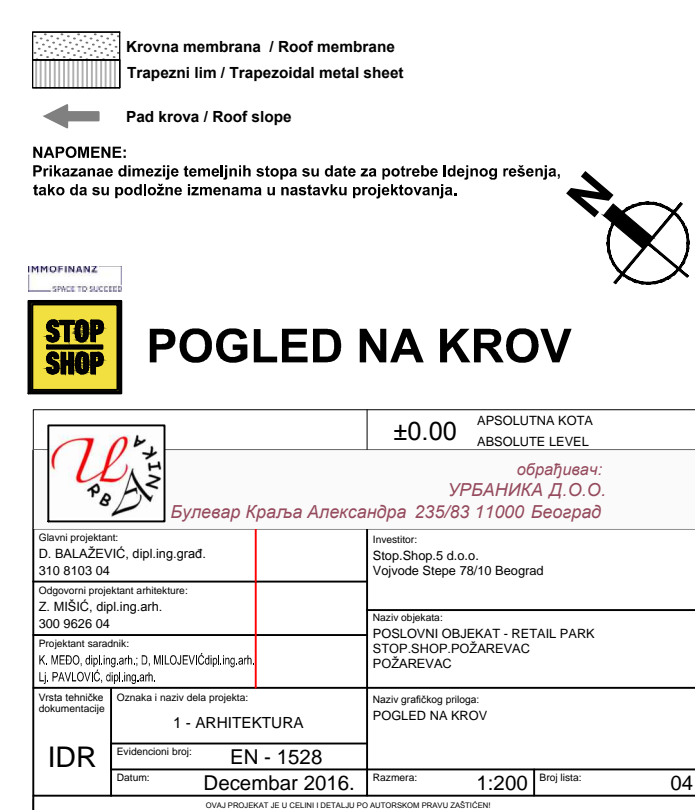 Krovna membrana / Roof membrane
Trapezni lim / Trapezoidal metal sheet
Pad krova / Roof slope
NAPOMENE:
Prikazanae dimezije temeljnih stopa su date za potrebe Idejnog rešenja,
tako da su podložne izmenama u nastavku projektovanja.
N
IMMOFINANZ
SPACE TO SUCCEED
STOP
SHOP
POGLED NA KROV
±0.00
APSOLUTNA KOTA
ABSOLUTE LEVEL
URBANIKA
обрађивач:
УРБАНИКА Д.О.О.
Булевар Краља Александра 235/83 11000 Београд
Glavni projektant:
D. BALAŽEVIĆ, dipl.ing.građ.
310 8103 04
Odgovorni projektant arhitekture:
Z. MIŠIĆ, dipl.ing.arh.
300 9626 04
Projektant saradnik:
K. MEĐO, dipl.ing.arh.; D, MILOJEVIĆdipl.ing.arh.
Lj. PAVLOVIĆ, dipl.ing.arh.
Investitor:
Stop.Shop.5 d.o.o.
Vojvode Stepe 78/10 Beograd
Naziv objekata:
POSLOVNI OBJEKAT - RETAIL PARK
STOP.SHOP.POŽAREVAC
POŽAREVAC
Vrsta tehničke
dokumentacije
IDR
Oznaka i naziv dela projekta:
1 - ARHITEKTURA
Evidencioni broj: EN - 1528
Datum: Decembar 2016.
Naziv grafičkog priloga:
POGLED NA KROV
Razmera: 1:200
Broj lista: 04
OVAJ PROJEKAT JE U CELINI I DETALJU PO AUTORSKOM PRAVU ZAŠTIĆEN!